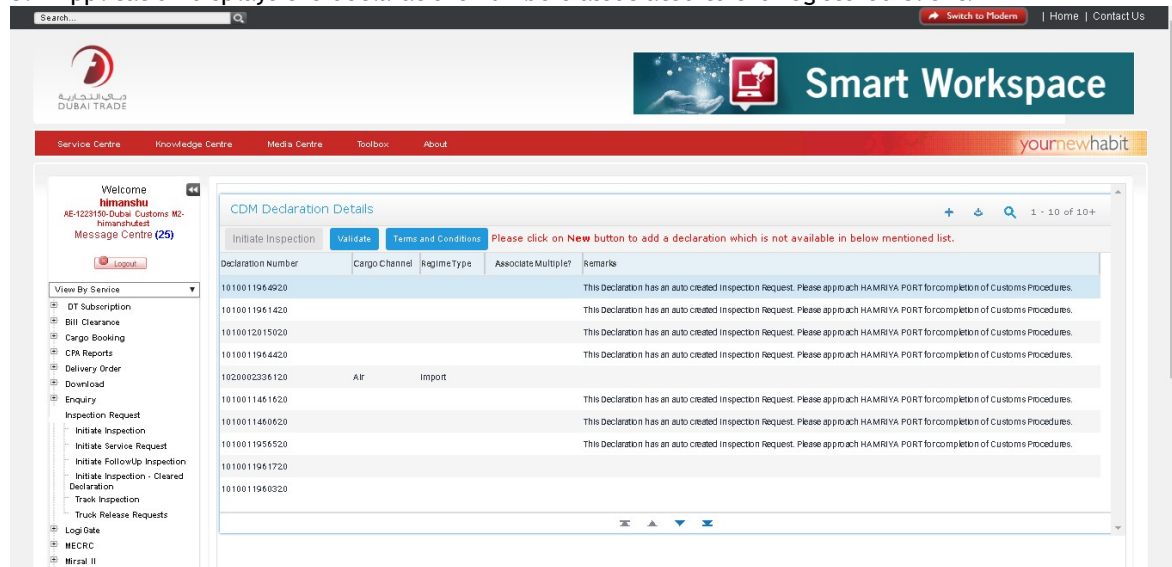 Search...
Switch to Modern | Home | Contact Us
دبي التجارية
DUBAI TRADE
Smart Workspace
Service Centre Knowledge Centre Media Centre Toolbox About
yournewhabit
Welcome
himanshu
AE-1223150-Dubai Customs M2-
himanshutest
Message Centre (25)
Logout
View By Service
DT Subscription
Bill Clearance
Cargo Booking
CPA Reports
Delivery Order
Download
Enquiry
Inspection Request
Initiate Inspection
Initiate Service Request
Initiate FollowUp Inspection
Initiate Inspection - Cleared
Declaration
Track Inspection
Truck Release Requests
LogiGate
MECRC
Mirsal II
CDM Declaration Details
1 - 10 of 10+
Initiate Inspection Validate Terms and Conditions Please click on New button to add a declaration which is not available in below mentioned list.
Declaration Number Cargo Channel Regime Type Associate Multiple? Remarks
1010011964920 This Declaration has an auto created Inspection Request. Please approach HAMRIYA PORT for completion of Customs Procedures.
1010011961420 This Declaration has an auto created Inspection Request. Please approach HAMRIYA PORT for completion of Customs Procedures.
1010012015020 This Declaration has an auto created Inspection Request. Please approach HAMRIYA PORT for completion of Customs Procedures.
1010011964420 This Declaration has an auto created Inspection Request. Please approach HAMRIYA PORT for completion of Customs Procedures.
1020002336120 Air Import
1010011461620 This Declaration has an auto created Inspection Request. Please approach HAMRIYA PORT for completion of Customs Procedures.
1010011460620 This Declaration has an auto created Inspection Request. Please approach HAMRIYA PORT for completion of Customs Procedures.
1010011956520 This Declaration has an auto created Inspection Request. Please approach HAMRIYA PORT for completion of Customs Procedures.
1010011961720
1010011960320